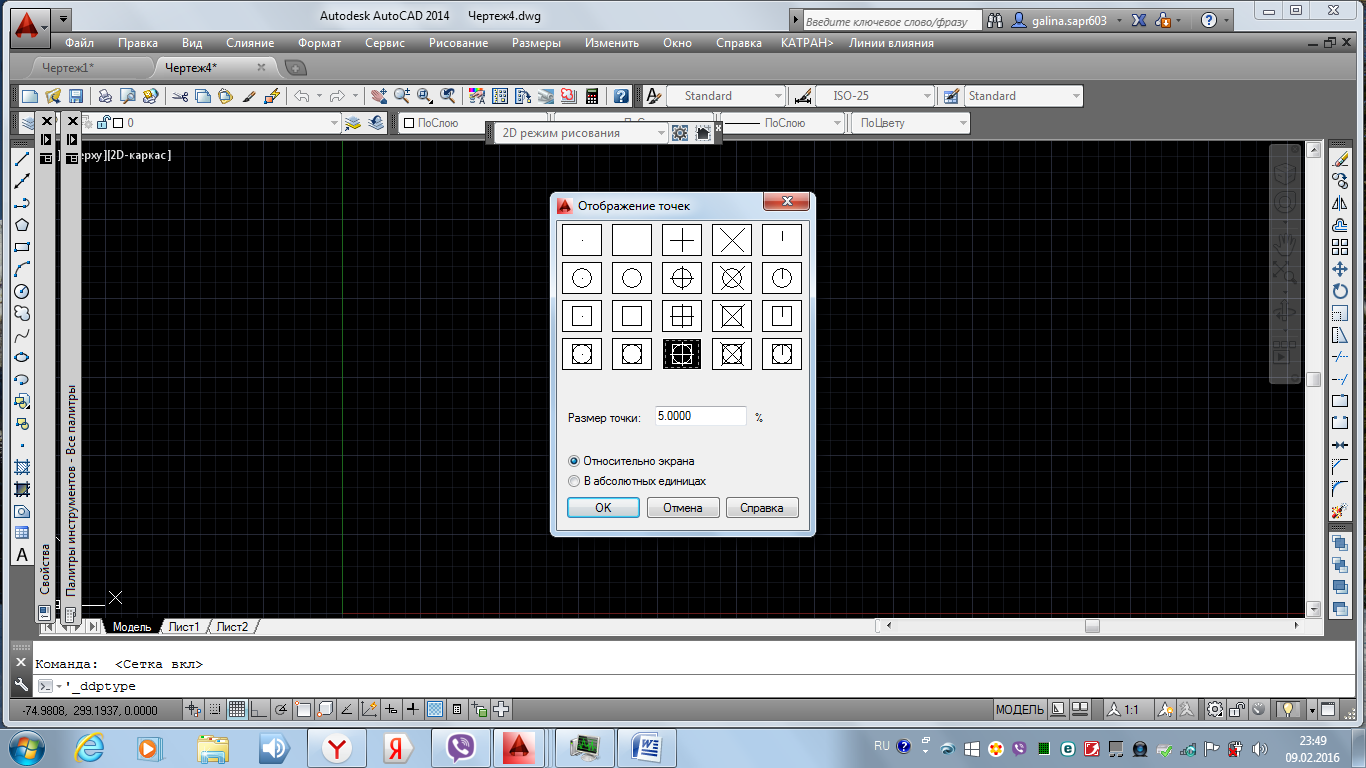 Autodesk AutoCAD 2014 Чертеж4.dwg
Введите ключевое слово/фразу
galina.sapr603
Файл Правка Вид Слияние Формат Сервис Рисование Размеры Изменить Окно Справка КАТРАН> Линии влияния
Чертеж1*
Чертеж4*
Standard
ISO-25
Standard
0
ПоСлою
ПоСлою
ПоЦвету
2D режим рисования
][2D-каркас]
Отображение точек
Размер точки: 5.0000 %
Относительно экрана
В абсолютных единицах
OK Отмена Справка
Свойства
Палитры инструментов - Все палитры
A
Модель Лист1 Лист2
Команда: <Сетка вкл>
'_ddptype
-74.9808, 299.1937, 0.0000
МОДЕЛЬ
1:1
RU
23:49
09.02.2016